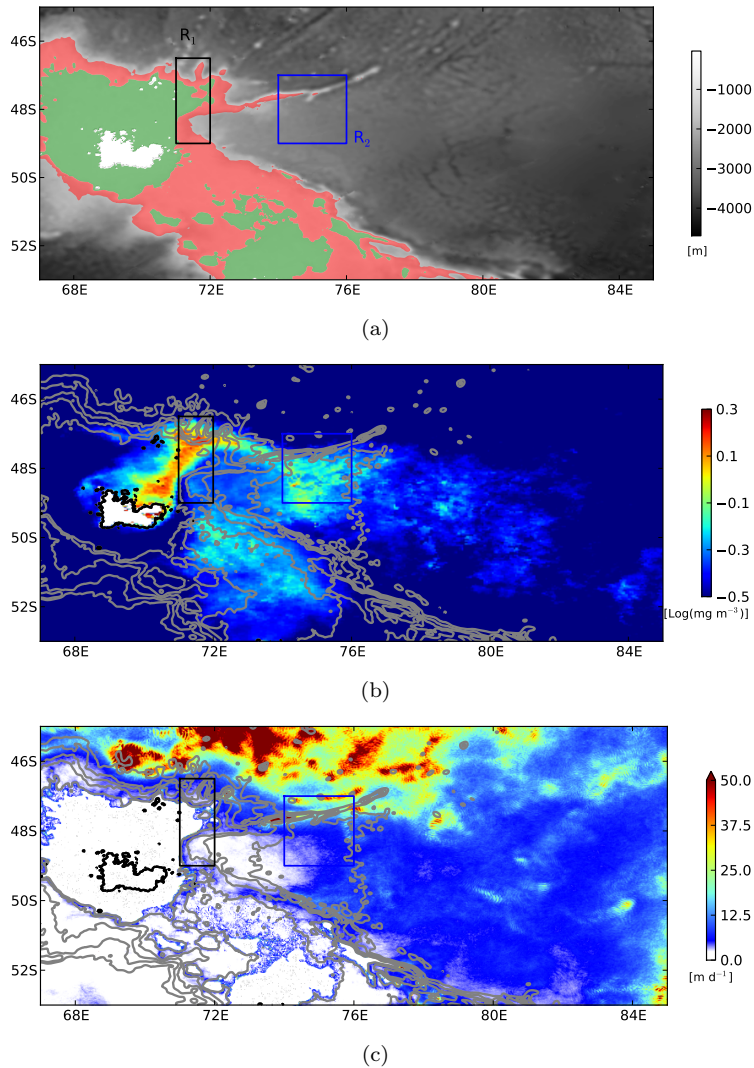 46S
48S
50S
52S
R1
R2
68E 72E 76E 80E 84E
−1000
−2000
−3000
−4000
[m]
(a)
46S
48S
50S
52S
68E 72E 76E 80E 84E
0.3
0.1
−0.1
−0.3
−0.5
[Log(mg m⁻³)]
(b)
46S
48S
50S
52S
68E 72E 76E 80E 84E
50.0
37.5
25.0
12.5
0.0
[m d⁻¹]
(c)